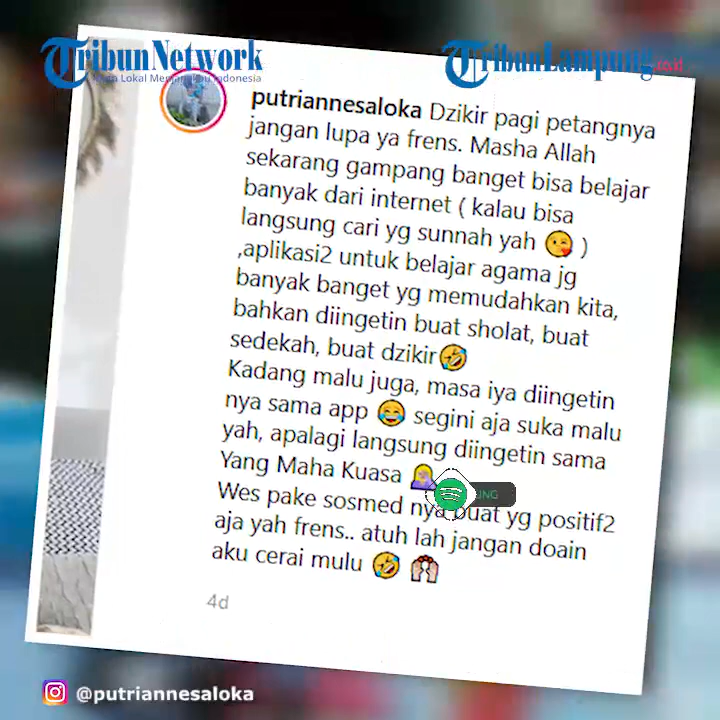 TribunNetwork
TribunLampung.co.id
putriannesaloka Dzikir pagi petangnya
jangan lupa ya frens. Masha Allah
sekarang gampang banget bisa belajar
banyak dari internet ( kalau bisa
langsung cari yg sunnah yah 😘 )
,aplikasi2 untuk belajar agama jg
banyak banget yg memudahkan kita,
bahkan diingetin buat sholat, buat
sedekah, buat dzikir🤣
Kadang malu juga, masa iya diingetin
nya sama app 😂 segini aja suka malu
yah, apalagi langsung diingetin sama
Yang Maha Kuasa
Wes pake sosmed nya buat yg positif2
aja yah frens.. atuh lah jangan doain
aku cerai mulu 🤣 🤲🏼
4d
@putriannesaloka